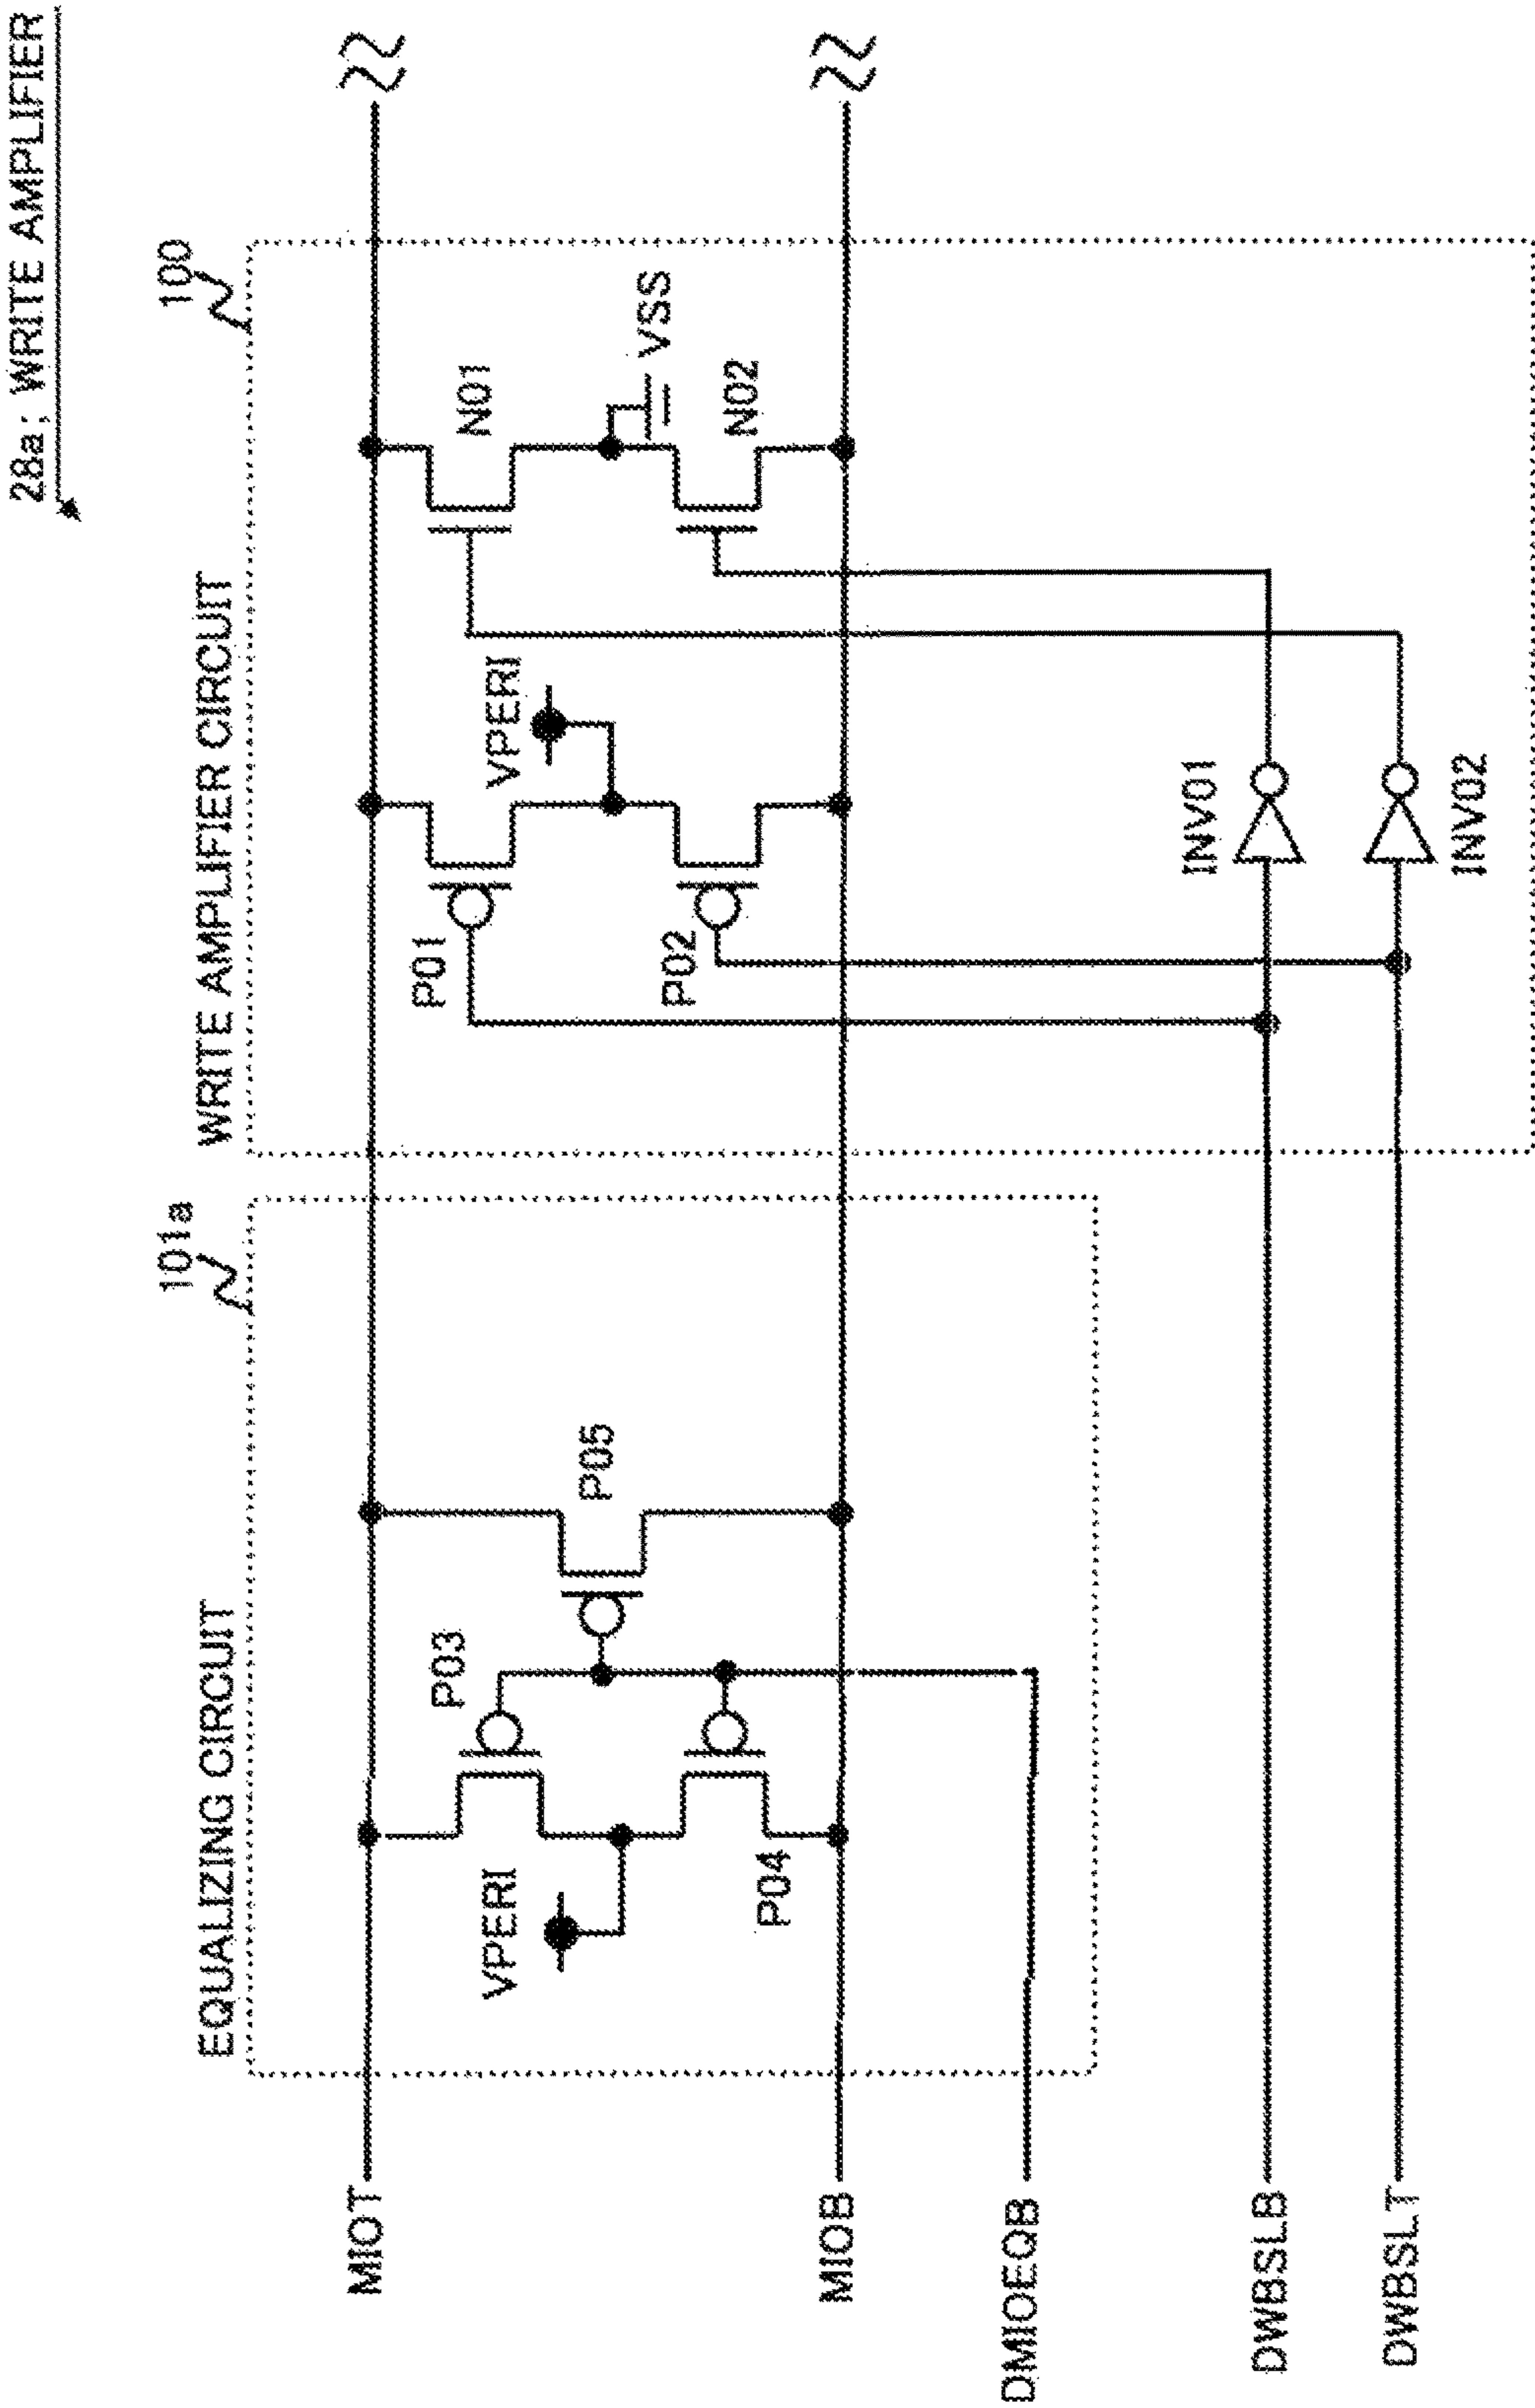 28a; WRITE AMPLIFIER
EQUALIZING CIRCUIT
101a
WRITE AMPLIFIER CIRCUIT
100
MIOT
VPERI
P03
P04
P05
P01
P02
VPERI
N01
VSS
N02
MIOB
DMIOEQB
DWBSLB
INV01
DWBSLT
INV02